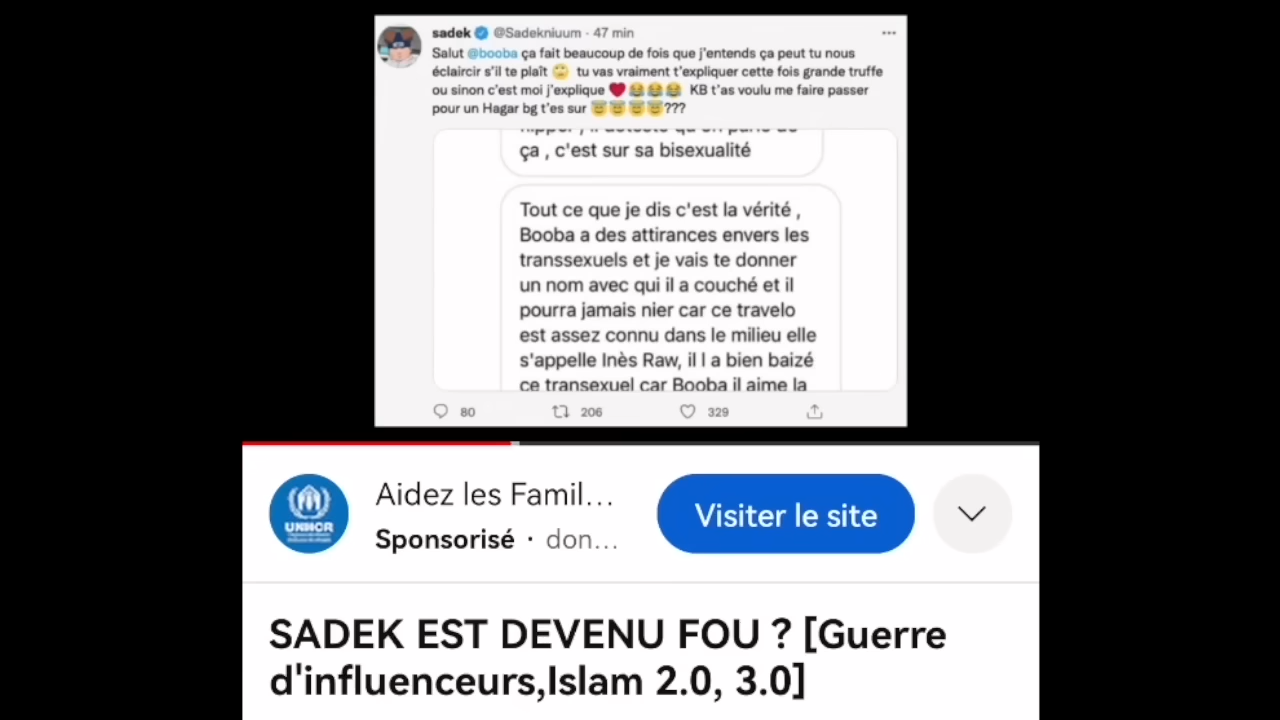 sadek @Sadekniuum · 47 min
Salut @booba ça fait beaucoup de fois que j'entends ça peut tu nous
éclaircir s'il te plaît 🙄 tu vas vraiment t'expliquer cette fois grande truffe
ou sinon c'est moi j'explique ❤️😂😂😂 KB t'as voulu me faire passer
pour un Hagar bg t'es sur 😇😇😇😇???
ça , c'est sur sa bisexualité
Tout ce que je dis c'est la vérité ,
Booba a des attirances envers les
transsexuels et je vais te donner
un nom avec qui il a couché et il
pourra jamais nier car ce travelo
est assez connu dans le milieu elle
s'appelle Inès Raw, il l a bien baizé
ce transexuel car Booba il aime la
80 206 329
UNHCR
Aidez les Famil...
Sponsorisé · don...
Visiter le site
SADEK EST DEVENU FOU ? [Guerre
d'influenceurs,Islam 2.0, 3.0]